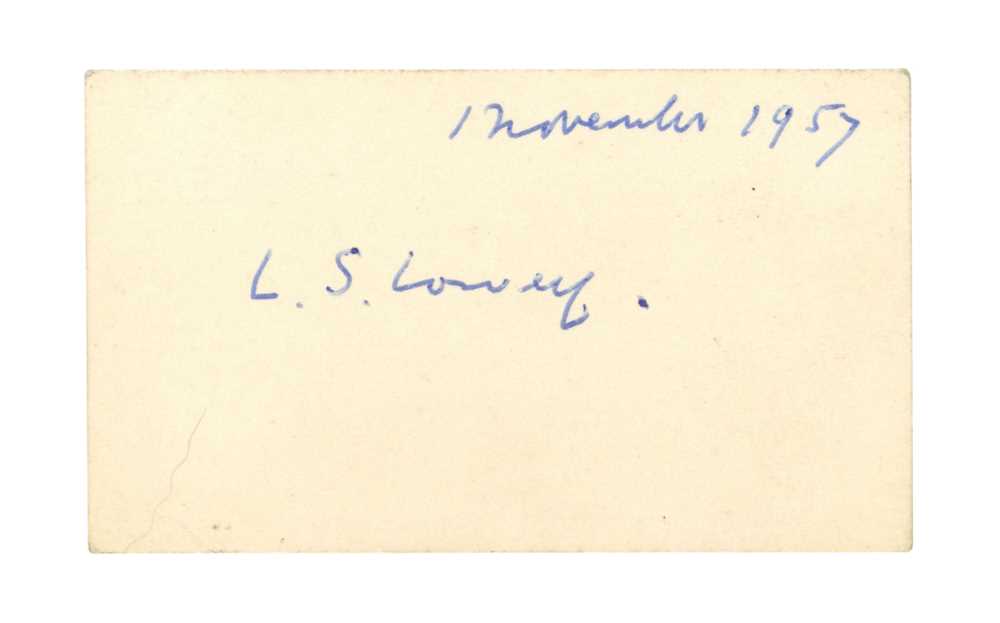 1 November 1957
L. S. Lowry.